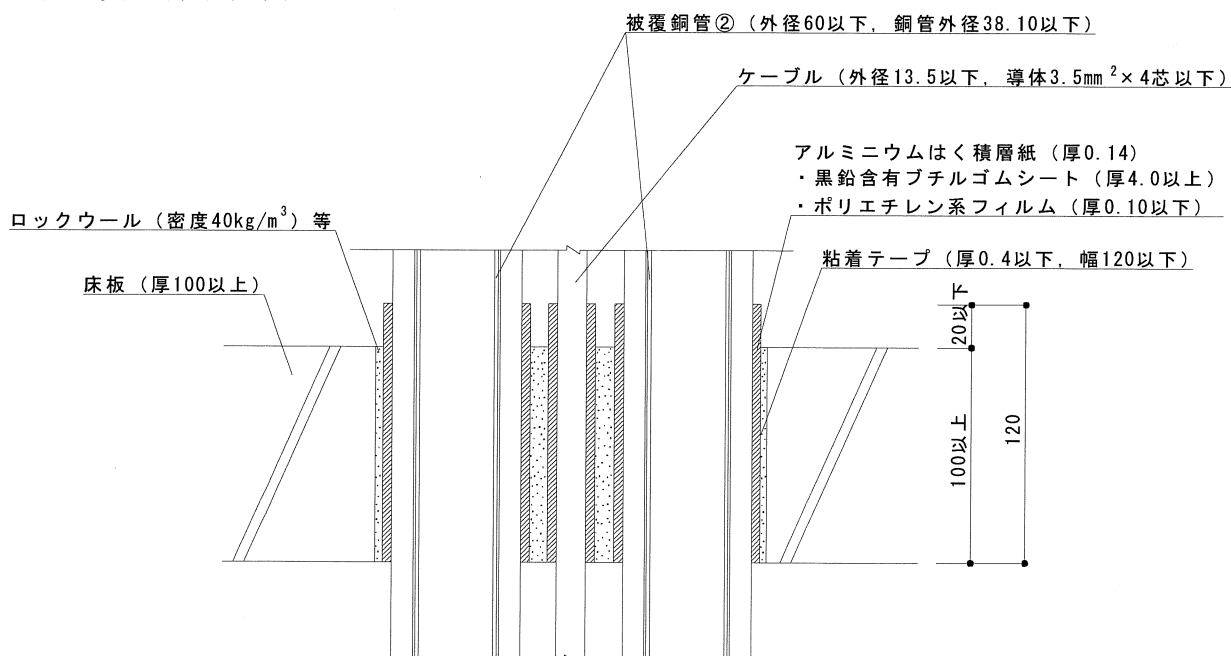 被覆銅管②（外径60以下，銅管外径38.10以下）
ケーブル（外径13.5以下，導体3.5mm²×4芯以下）
アルミニウムはく積層紙（厚0.14）
・黒鉛含有ブチルゴムシート（厚4.0以上）
・ポリエチレン系フィルム（厚0.10以下）
ロックウール（密度40kg/m³）等
粘着テープ（厚0.4以下，幅120以下）
床板（厚100以上）
20以下
100以上
120